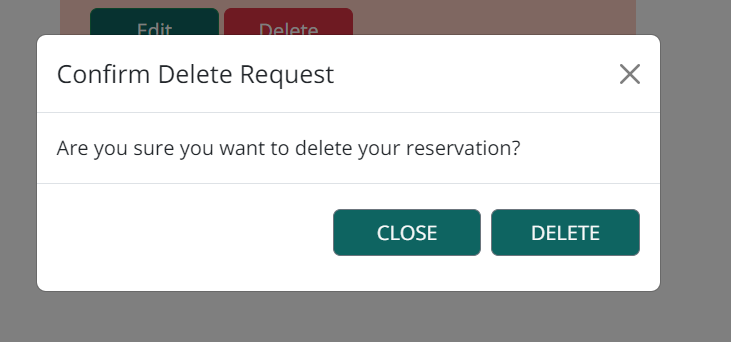 Edit Delete
Confirm Delete Request
Are you sure you want to delete your reservation?
CLOSE DELETE